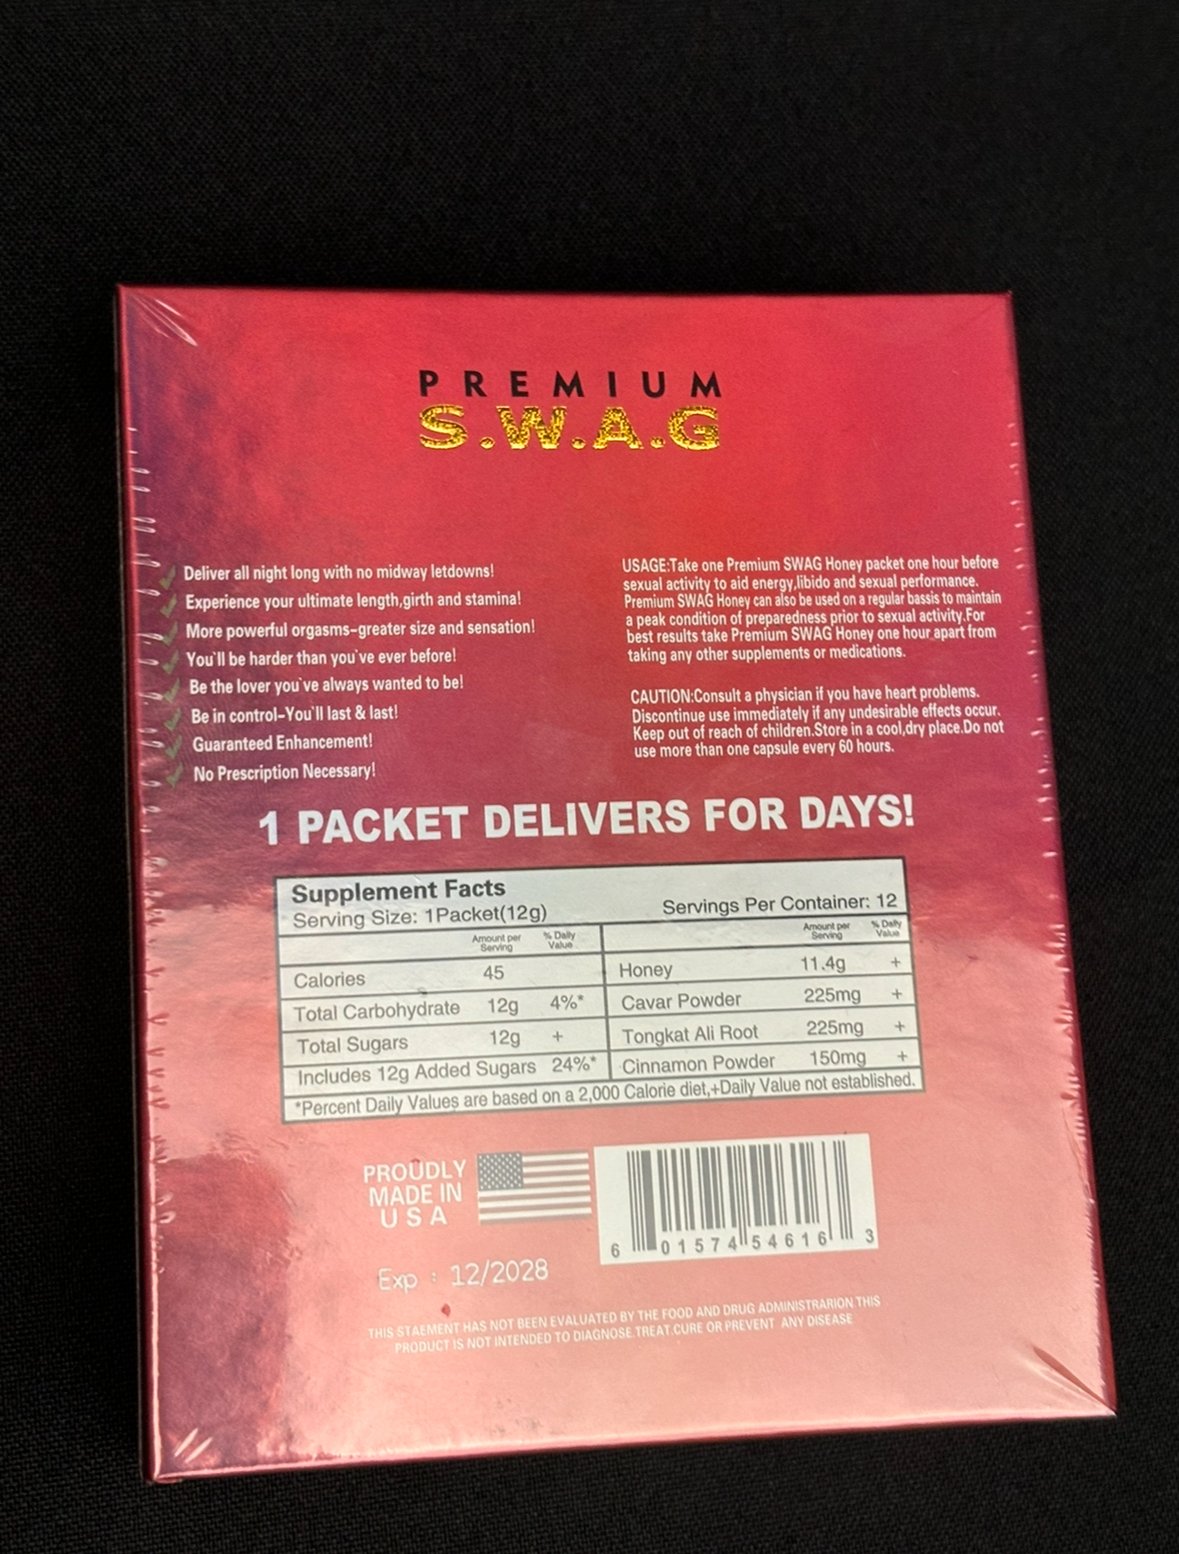 PREMIUM
S.W.A.G
Deliver all night long with no midway letdowns!
Experience your ultimate length,girth and stamina!
More powerful orgasms-greater size and sensation!
You`ll be harder than you`ve ever before!
Be the lover you`ve always wanted to be!
Be in control-You`ll last & last!
Guaranteed Enhancement!
No Prescription Necessary!
USAGE:Take one Premium SWAG Honey packet one hour before
sexual activity to aid energy,libido and sexual performance.
Premium SWAG Honey can also be used on a regular bassis to maintain
a peak condition of preparedness prior to sexual activity.For
best results take Premium SWAG Honey one hour apart from
taking any other supplements or medications.
CAUTION:Consult a physician if you have heart problems.
Discontinue use immediately if any undesirable effects occur.
Keep out of reach of children.Store in a cool,dry place.Do not
use more than one capsule every 60 hours.
1 PACKET DELIVERS FOR DAYS!
Supplement Facts
Serving Size: 1Packet(12g) Servings Per Container: 12
Amount per Serving % Daily Value Amount per Serving % Daily Value
Calories 45 Honey 11.4g +
Total Carbohydrate 12g 4%* Cavar Powder 225mg +
Total Sugars 12g + Tongkat Ali Root 225mg +
Includes 12g Added Sugars 24%* Cinnamon Powder 150mg +
*Percent Daily Values are based on a 2,000 Calorie diet,+Daily Value not established.
PROUDLY
MADE IN
USA
6 01574 54616 3
Exp : 12/2028
THIS STAEMENT HAS NOT BEEN EVALUATED BY THE FOOD AND DRUG ADMINISTRARION THIS
PRODUCT IS NOT INTENDED TO DIAGNOSE.TREAT.CURE OR PREVENT ANY DISEASE